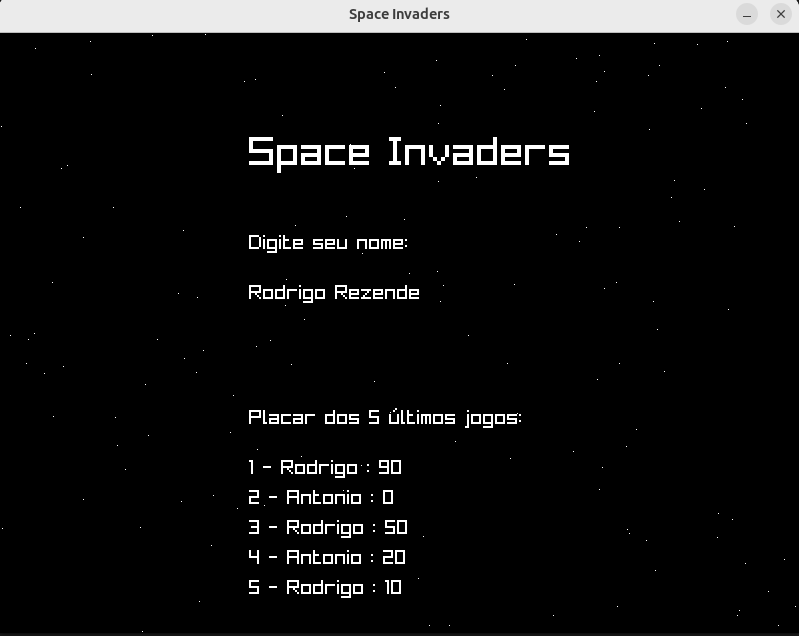 Space Invaders
Space Invaders
Digite seu nome:
Rodrigo Rezende
Placar dos 5 últimos jogos:
1 - Rodrigo : 90
2 - Antonio : 0
3 - Rodrigo : 50
4 - Antonio : 20
5 - Rodrigo : 10